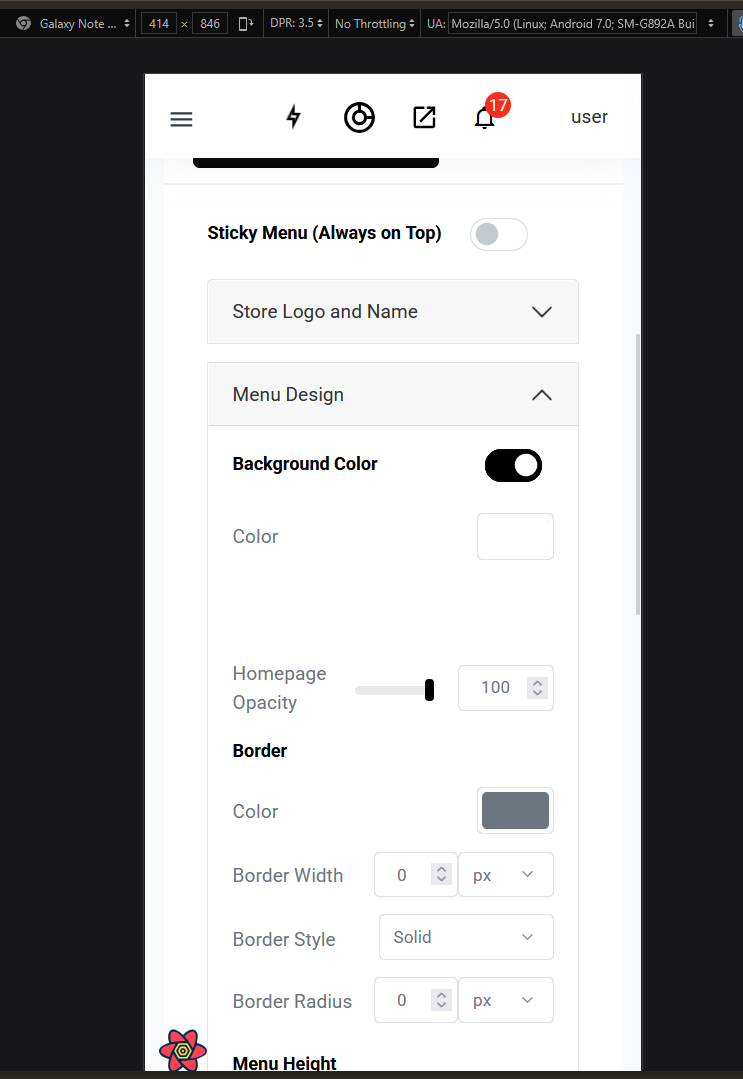 Galaxy Note ... 414 × 846 DPR: 3.5 No Throttling UA: Mozilla/5.0 (Linux; Android 7.0; SM-G892A Bui
17
user
Sticky Menu (Always on Top)
Store Logo and Name
Menu Design
Background Color
Color
Homepage
Opacity
100
Border
Color
Border Width 0 px
Border Style Solid
Border Radius 0 px
Menu Height